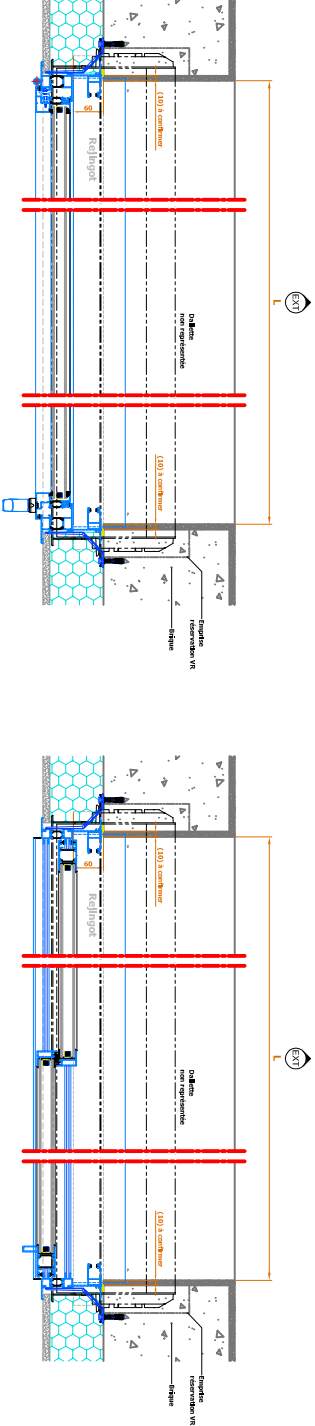 (10) à confirmer
60
Rejingot
EXT
L
Dallette
non représentée
(10) à confirmer
Emprise
réservation VR
Brique
(10) à confirmer
60
Rejingot
EXT
L
Dallette
non représentée
(10) à confirmer
Emprise
réservation VR
Brique